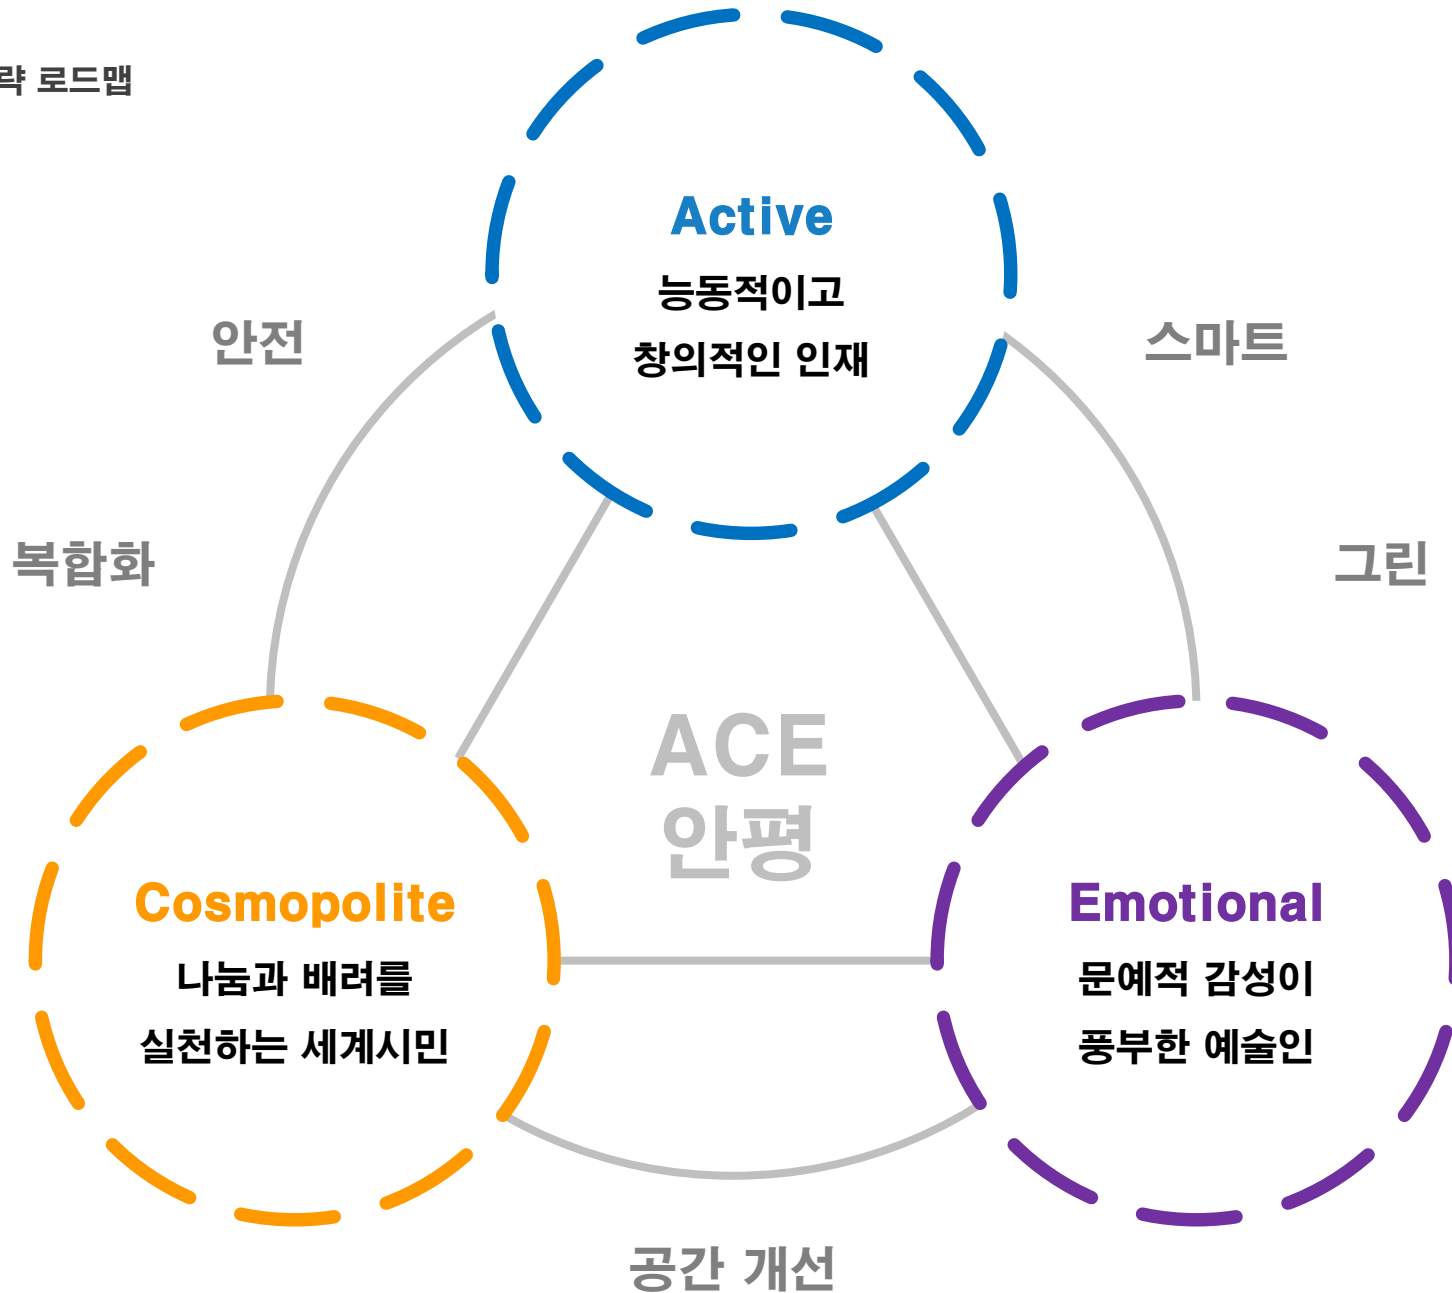 략 로드맵
Active
능동적이고
창의적인 인재
안전
스마트
복합화
그린
ACE
안평
Cosmopolite
나눔과 배려를
실천하는 세계시민
Emotional
문예적 감성이
풍부한 예술인
공간 개선